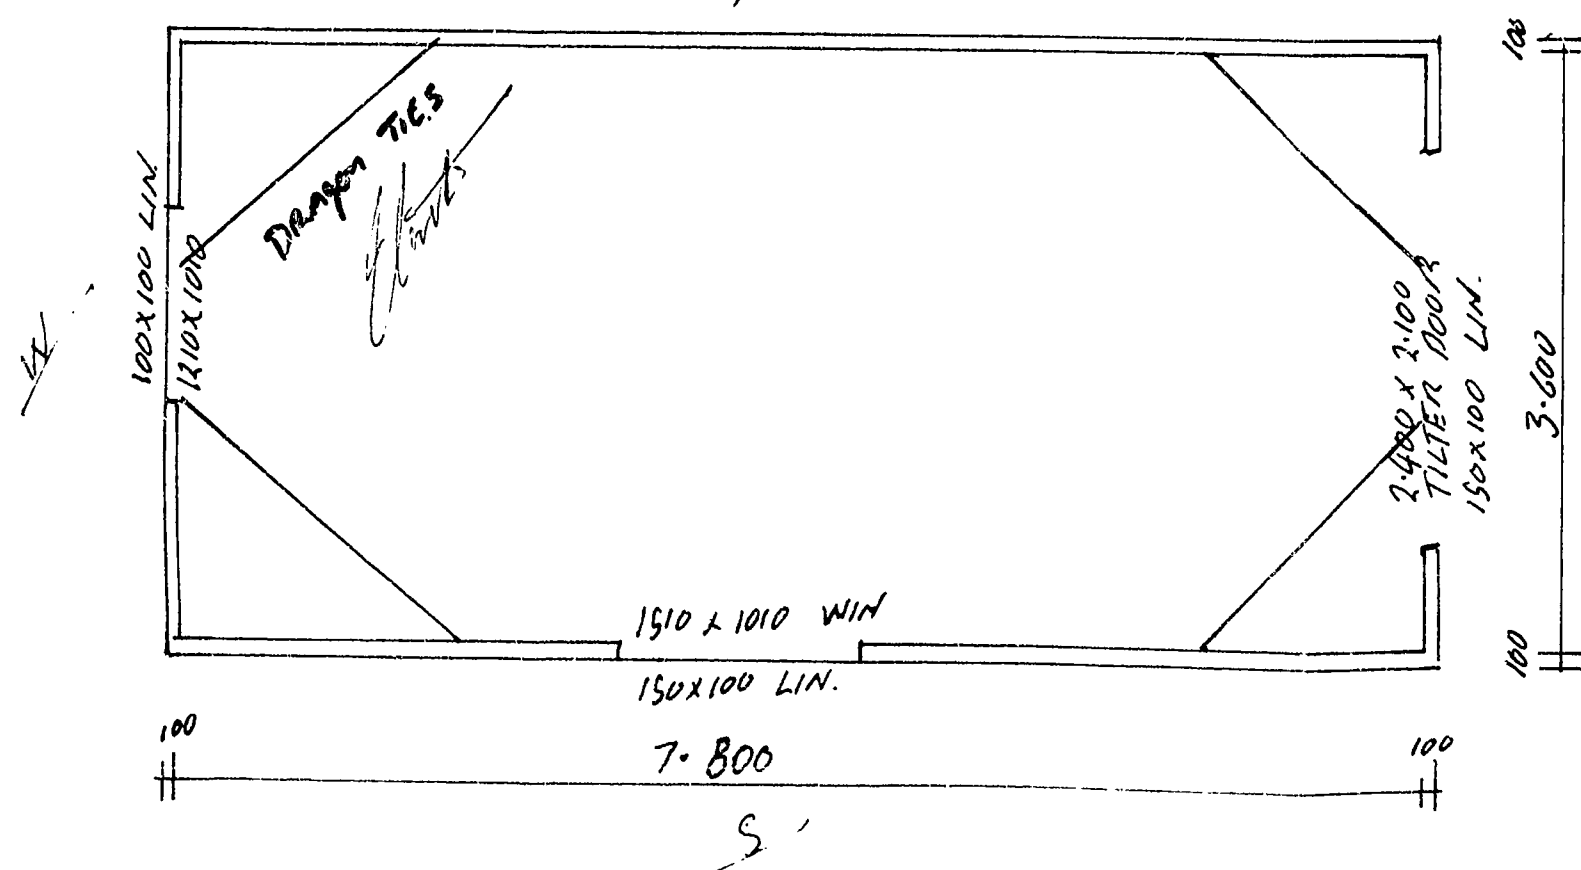 100
DRAGON TIES
100X100 LIN.
1210X1010
W
2.400 X 2.100
TILTER DOOR
150X100 LIN.
3.600
1510 X 1010 WIN
150X100 LIN.
100
100
7.800
100
S